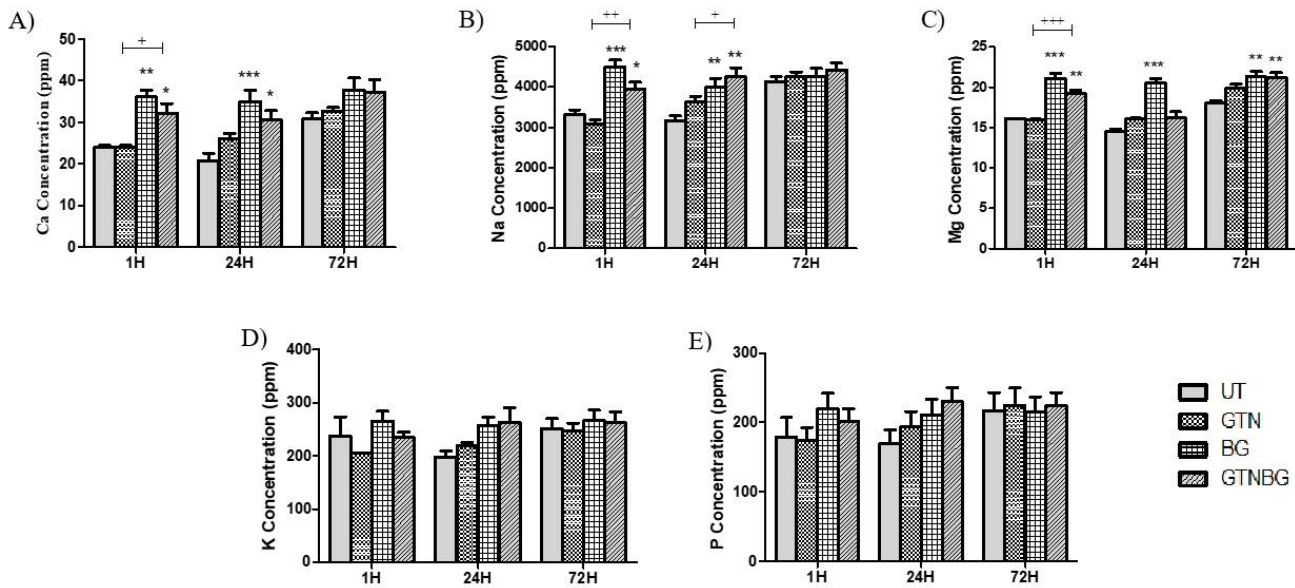 A)
Ca Concentration (ppm)
50
40
30
20
10
0
+
** *
*** *
1H 24H 72H
B)
Na Concentration (ppm)
5000
4000
3000
2000
1000
0
++ +
*** *
** **
1H 24H 72H
C)
Mg Concentration (ppm)
25
20
15
10
5
0
+++
*** **
***
** **
1H 24H 72H
D)
K Concentration (ppm)
400
300
200
100
0
1H 24H 72H
E)
P Concentration (ppm)
300
200
100
0
1H 24H 72H
UT
GTN
BG
GTNBG